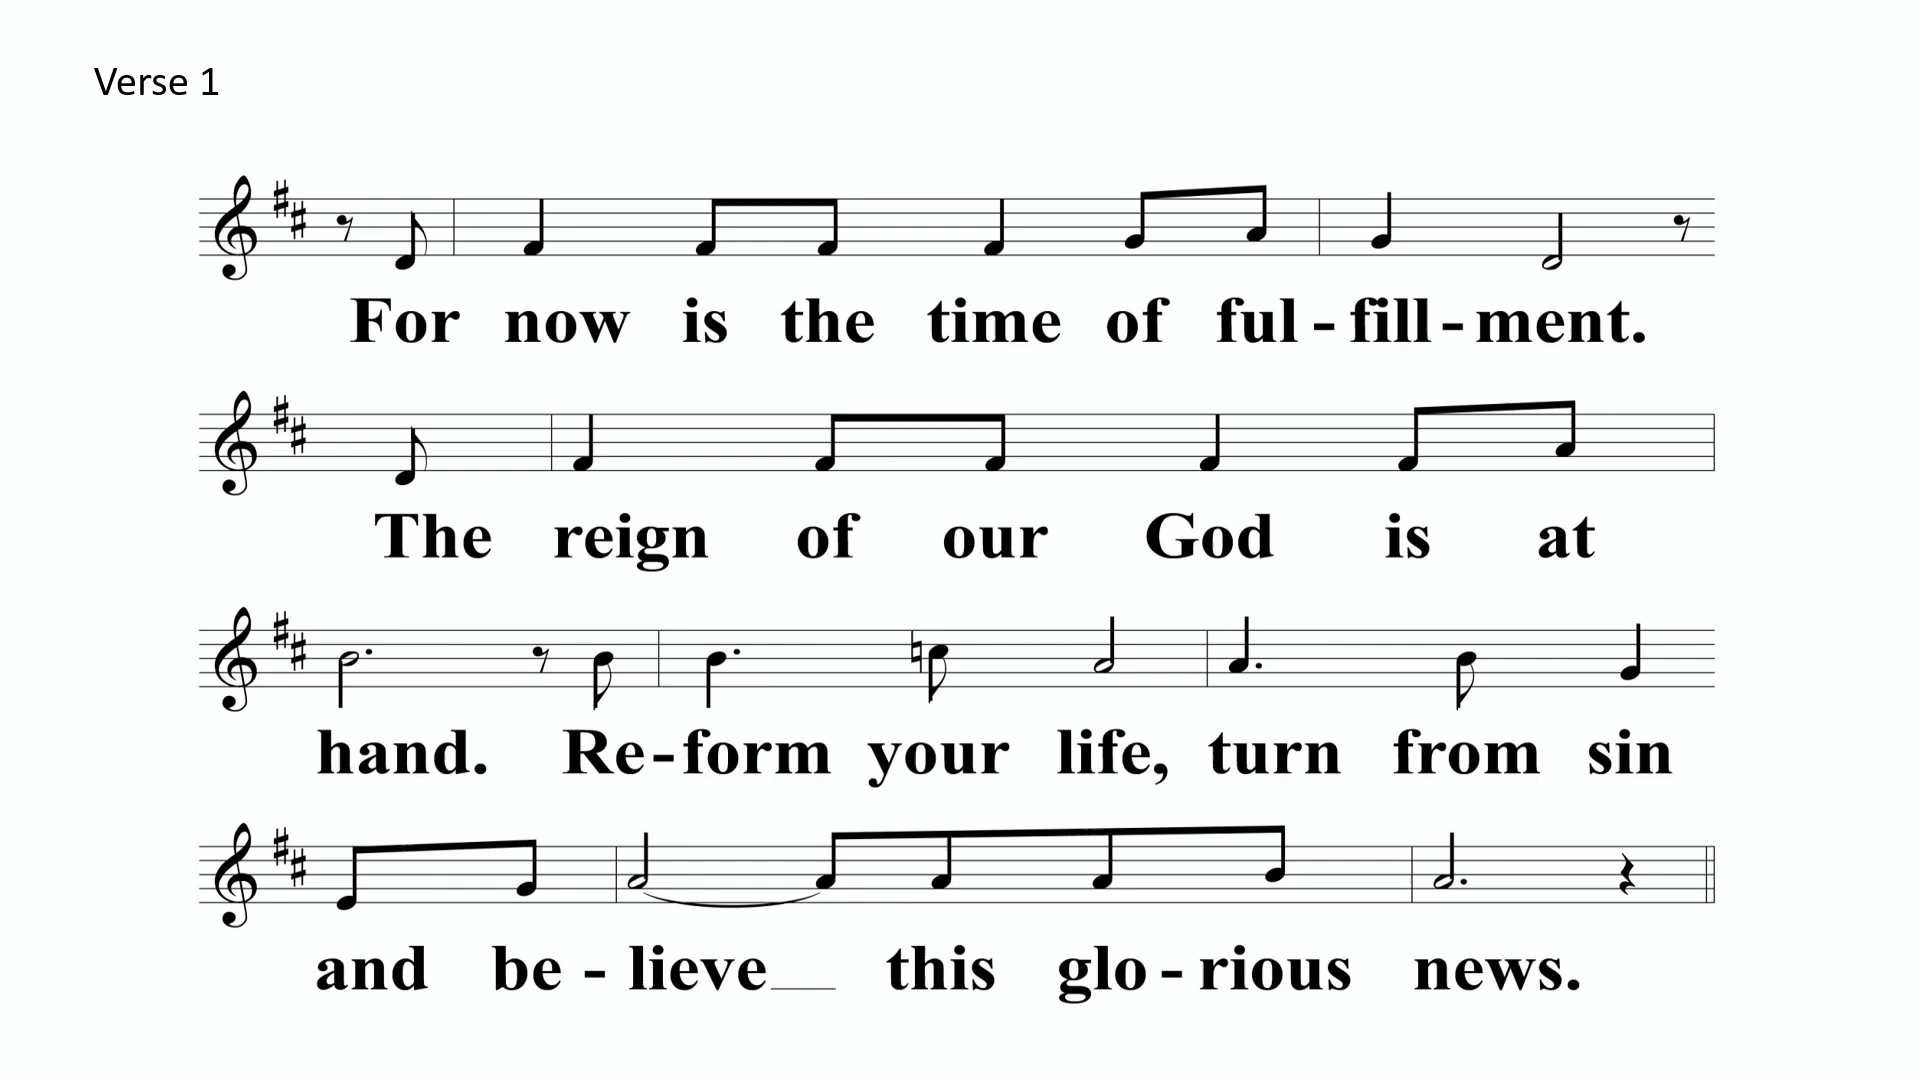 Verse 1
For now is the time of ful - fill - ment.
The reign of our God is at
hand. Re - form your life, turn from sin
and be - lieve this glo - rious news.